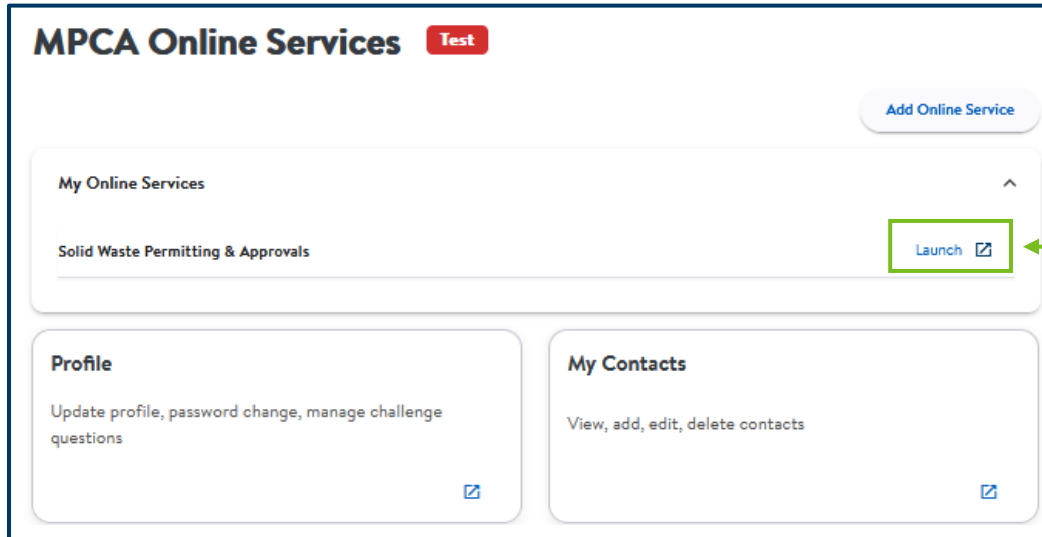 MPCA Online Services Test
Add Online Service
My Online Services
Solid Waste Permitting & Approvals Launch
Profile
Update profile, password change, manage challenge
questions
My Contacts
View, add, edit, delete contacts